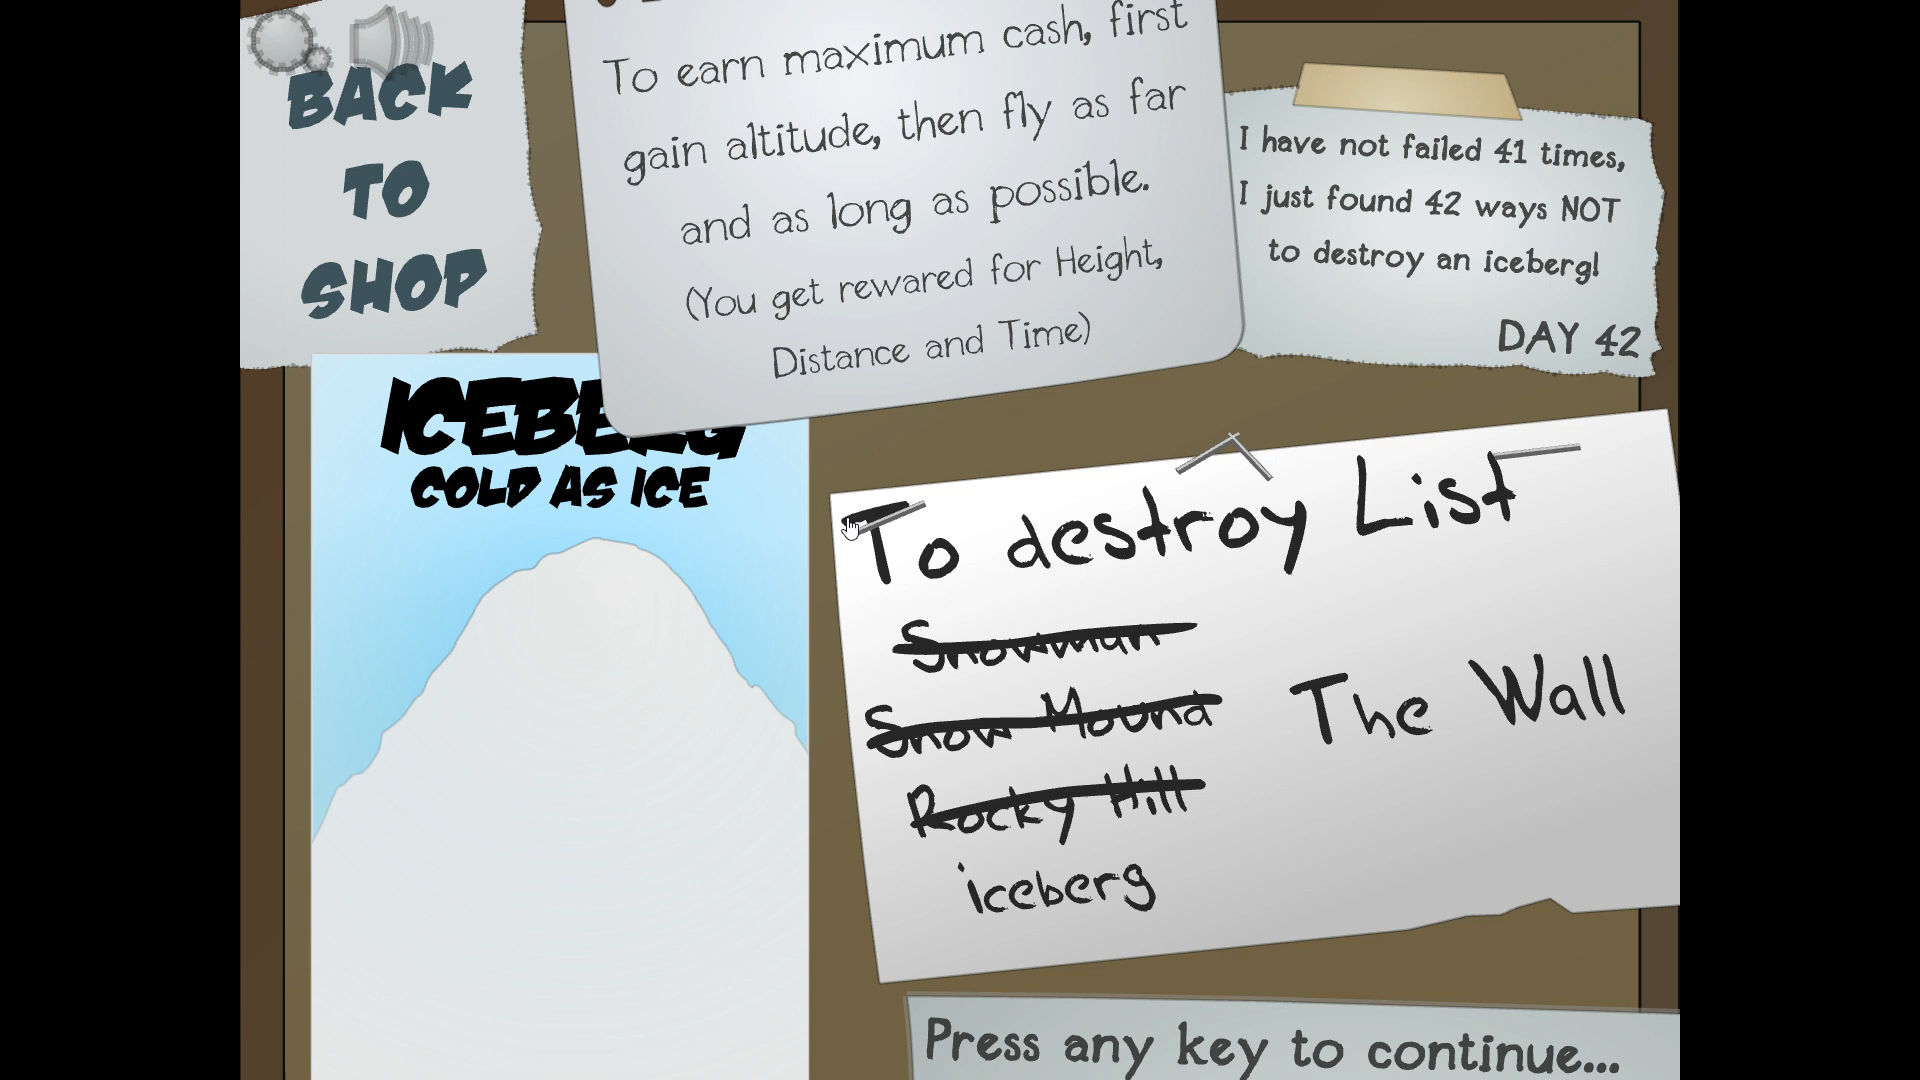 BACK
TO
SHOP
To earn maximum cash, first
gain altitude, then fly as far
and as long as possible.
(You get rewared for Height,
Distance and Time)
I have not failed 41 times,
I just found 42 ways NOT
to destroy an iceberg!
DAY 42
ICEBERG
COLD AS ICE
To destroy List
Snowman
Snow Mound
The Wall
Rocky Hill
iceberg
Press any key to continue...